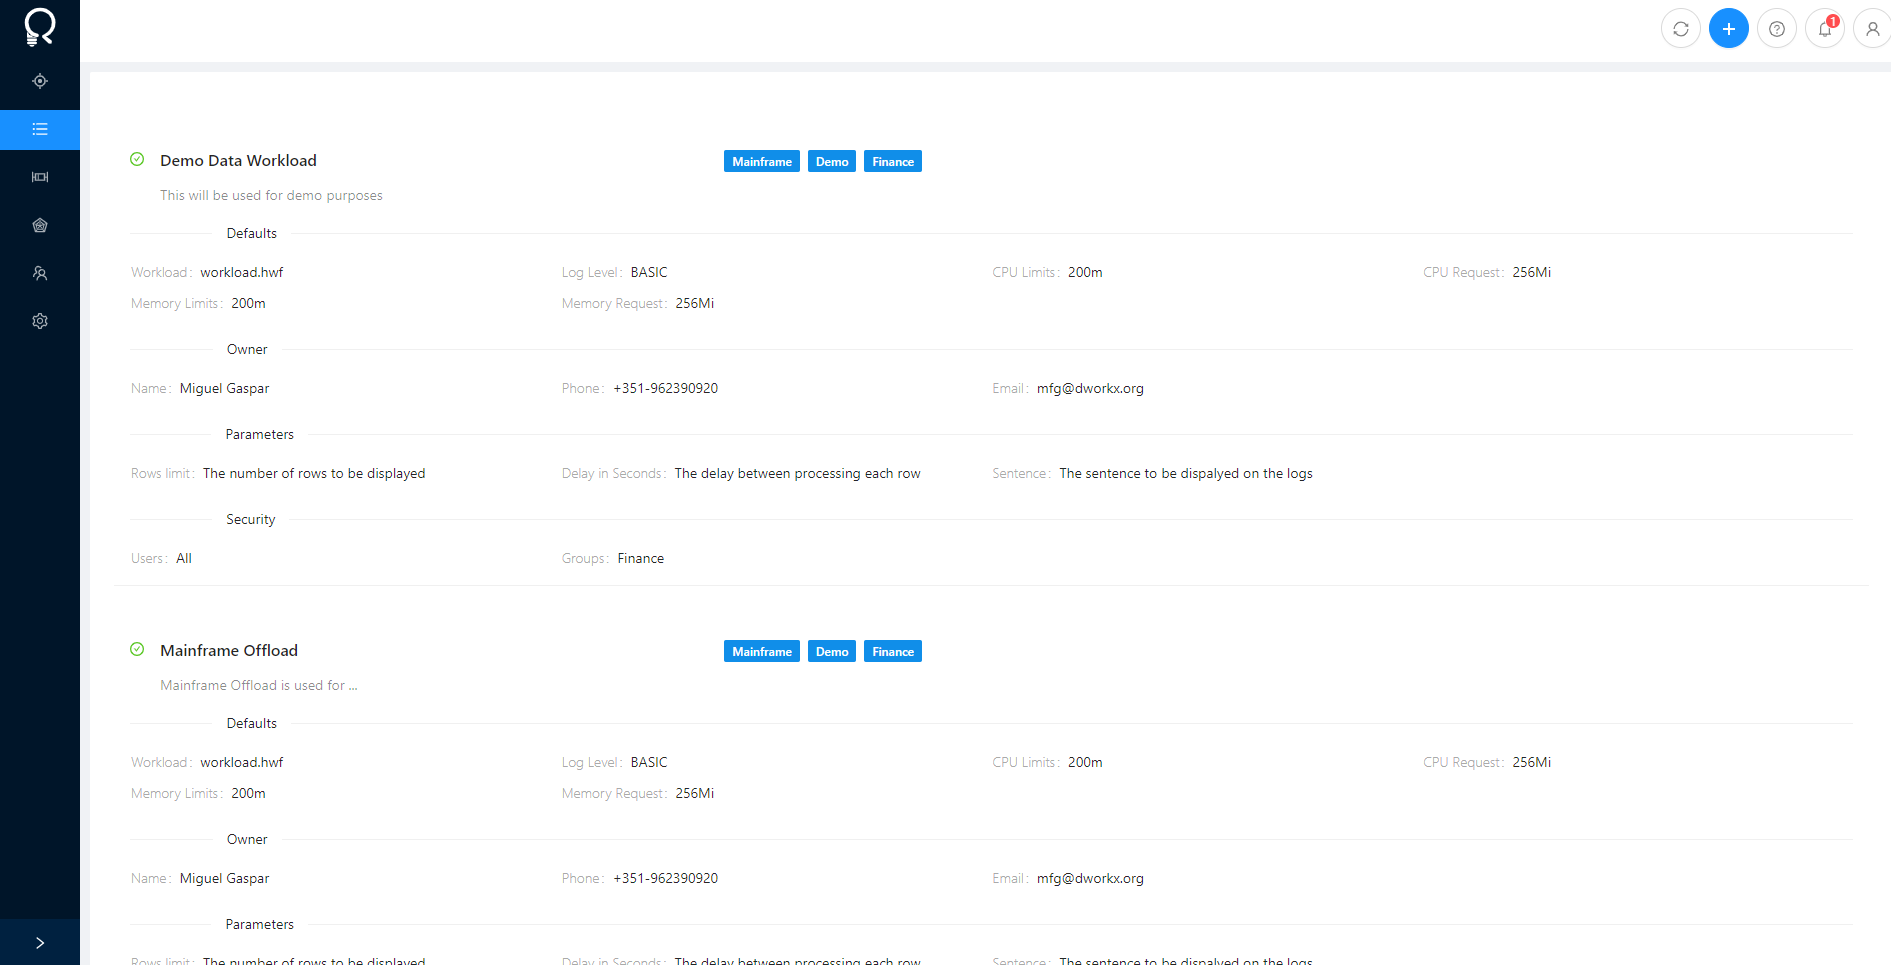 1
Demo Data Workload Mainframe Demo Finance
This will be used for demo purposes
Defaults
Workload: workload.hwf Log Level: BASIC CPU Limits: 200m CPU Request: 256Mi
Memory Limits: 200m Memory Request: 256Mi
Owner
Name: Miguel Gaspar Phone: +351-962390920 Email: mfg@dworkx.org
Parameters
Rows limit: The number of rows to be displayed Delay in Seconds: The delay between processing each row Sentence: The sentence to be dispalyed on the logs
Security
Users: All Groups: Finance
Mainframe Offload Mainframe Demo Finance
Mainframe Offload is used for ...
Defaults
Workload: workload.hwf Log Level: BASIC CPU Limits: 200m CPU Request: 256Mi
Memory Limits: 200m Memory Request: 256Mi
Owner
Name: Miguel Gaspar Phone: +351-962390920 Email: mfg@dworkx.org
Parameters
Rows limit: The number of rows to be displayed Delay in Seconds: The delay between processing each row Sentence: The sentence to be dispalyed on the logs